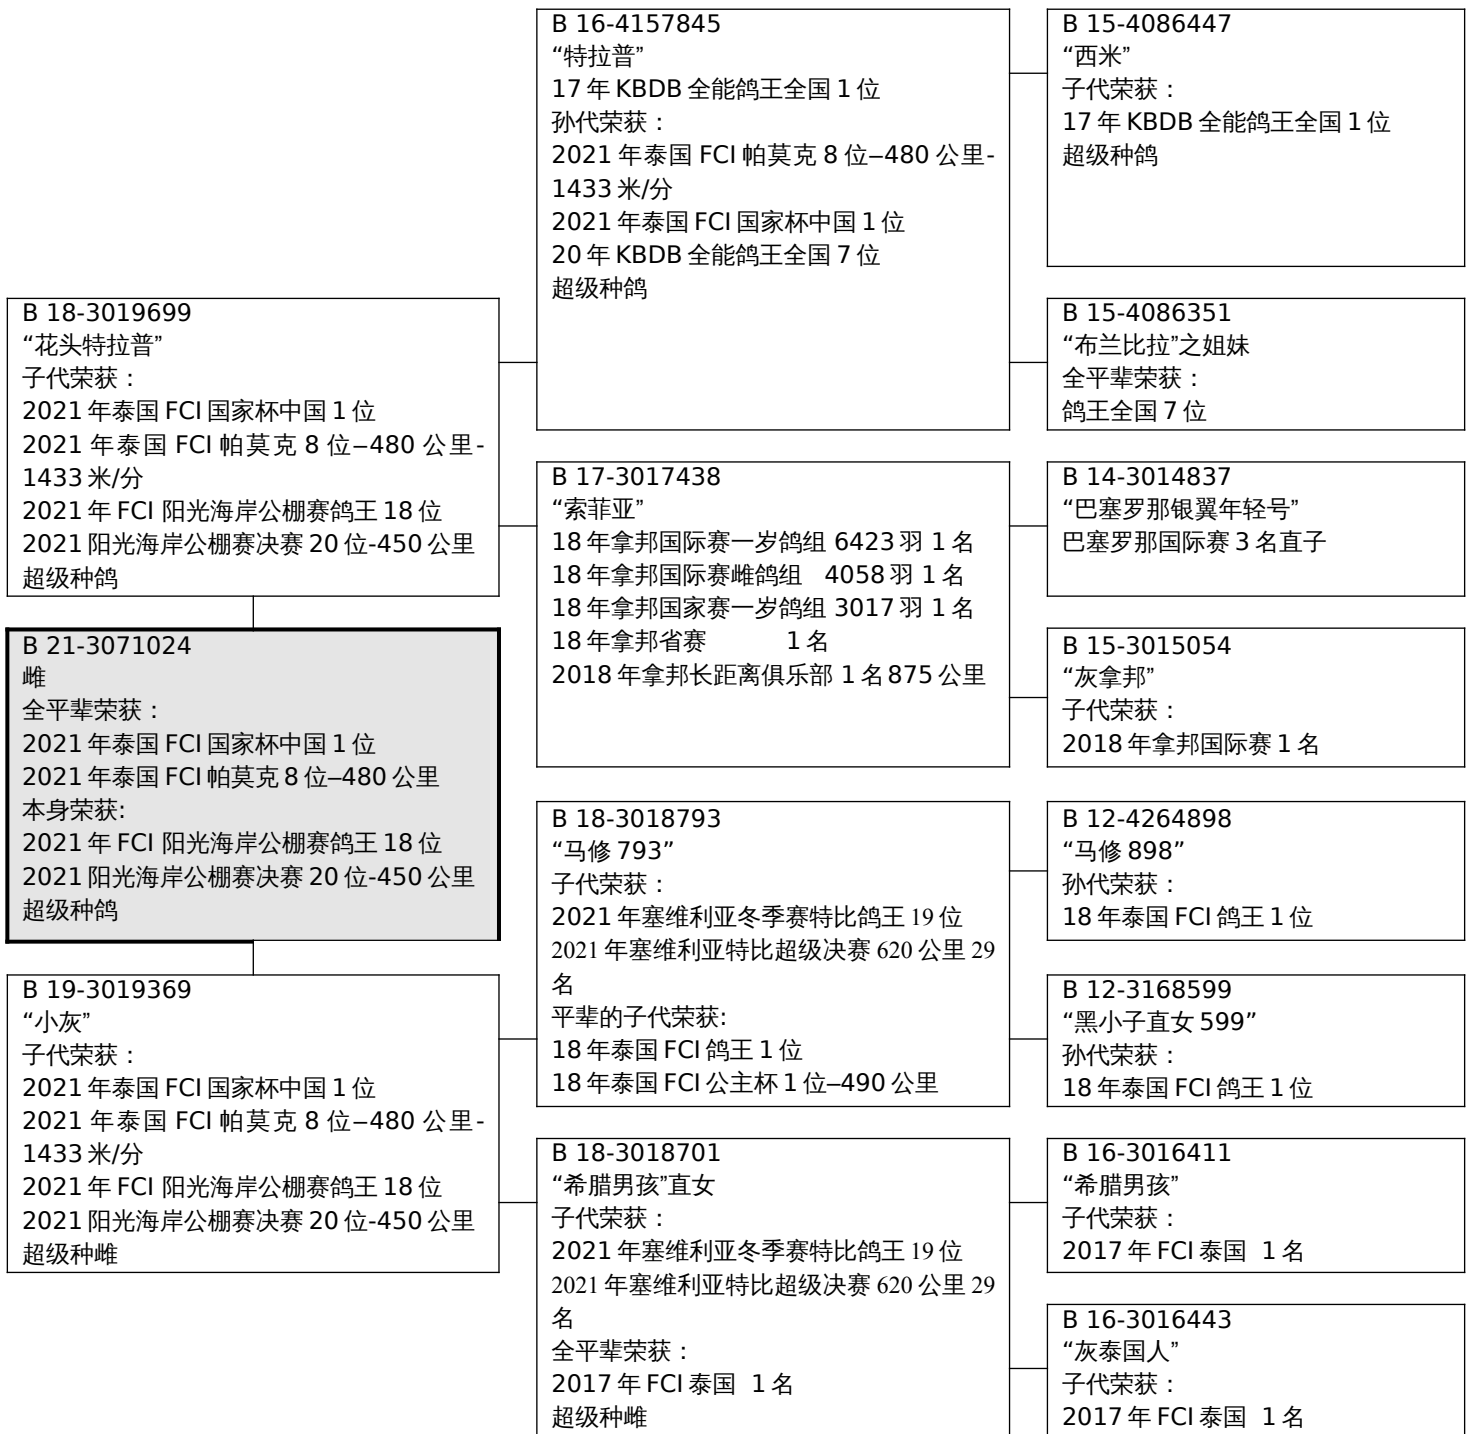 B 16-4157845
“特拉普”
17 年 KBDB 全能鸽王全国 1 位
孙代荣获：
2021 年泰国 FCI 帕莫克 8 位–480 公里-
1433 米/分
2021 年泰国 FCI 国家杯中国 1 位
20 年 KBDB 全能鸽王全国 7 位
超级种鸽
B 15-4086447
“西米”
子代荣获：
17 年 KBDB 全能鸽王全国 1 位
超级种鸽
B 18-3019699
“花头特拉普”
子代荣获：
2021 年泰国 FCI 国家杯中国 1 位
2021 年泰国 FCI 帕莫克 8 位–480 公里-
1433 米/分
2021 年 FCI 阳光海岸公棚赛鸽王 18 位
2021 阳光海岸公棚赛决赛 20 位-450 公里
超级种鸽
B 15-4086351
“布兰比拉”之姐妹
全平辈荣获：
鸽王全国 7 位
B 17-3017438
“索菲亚”
18 年拿邦国际赛一岁鸽组 6423 羽 1 名
18 年拿邦国际赛雌鸽组 4058 羽 1 名
18 年拿邦国家赛一岁鸽组 3017 羽 1 名
18 年拿邦省赛 1 名
2018 年拿邦长距离俱乐部 1 名 875 公里
B 14-3014837
“巴塞罗那银翼年轻号”
巴塞罗那国际赛 3 名直子
B 21-3071024
雌
全平辈荣获：
2021 年泰国 FCI 国家杯中国 1 位
2021 年泰国 FCI 帕莫克 8 位–480 公里
本身荣获:
2021 年 FCI 阳光海岸公棚赛鸽王 18 位
2021 阳光海岸公棚赛决赛 20 位-450 公里
超级种鸽
B 15-3015054
“灰拿邦”
子代荣获：
2018 年拿邦国际赛 1 名
B 18-3018793
“马修 793”
子代荣获：
2021 年塞维利亚冬季赛特比鸽王 19 位
2021 年塞维利亚特比超级决赛 620 公里 29
名
平辈的子代荣获:
18 年泰国 FCI 鸽王 1 位
18 年泰国 FCI 公主杯 1 位–490 公里
B 12-4264898
“马修 898”
孙代荣获：
18 年泰国 FCI 鸽王 1 位
B 19-3019369
“小灰”
子代荣获：
2021 年泰国 FCI 国家杯中国 1 位
2021 年泰国 FCI 帕莫克 8 位–480 公里-
1433 米/分
2021 年 FCI 阳光海岸公棚赛鸽王 18 位
2021 阳光海岸公棚赛决赛 20 位-450 公里
超级种雌
B 12-3168599
“黑小子直女 599”
孙代荣获：
18 年泰国 FCI 鸽王 1 位
B 18-3018701
“希腊男孩”直女
子代荣获：
2021 年塞维利亚冬季赛特比鸽王 19 位
2021 年塞维利亚特比超级决赛 620 公里 29
名
全平辈荣获：
2017 年 FCI 泰国 1 名
超级种雌
B 16-3016411
“希腊男孩”
子代荣获：
2017 年 FCI 泰国 1 名
B 16-3016443
“灰泰国人”
子代荣获：
2017 年 FCI 泰国 1 名